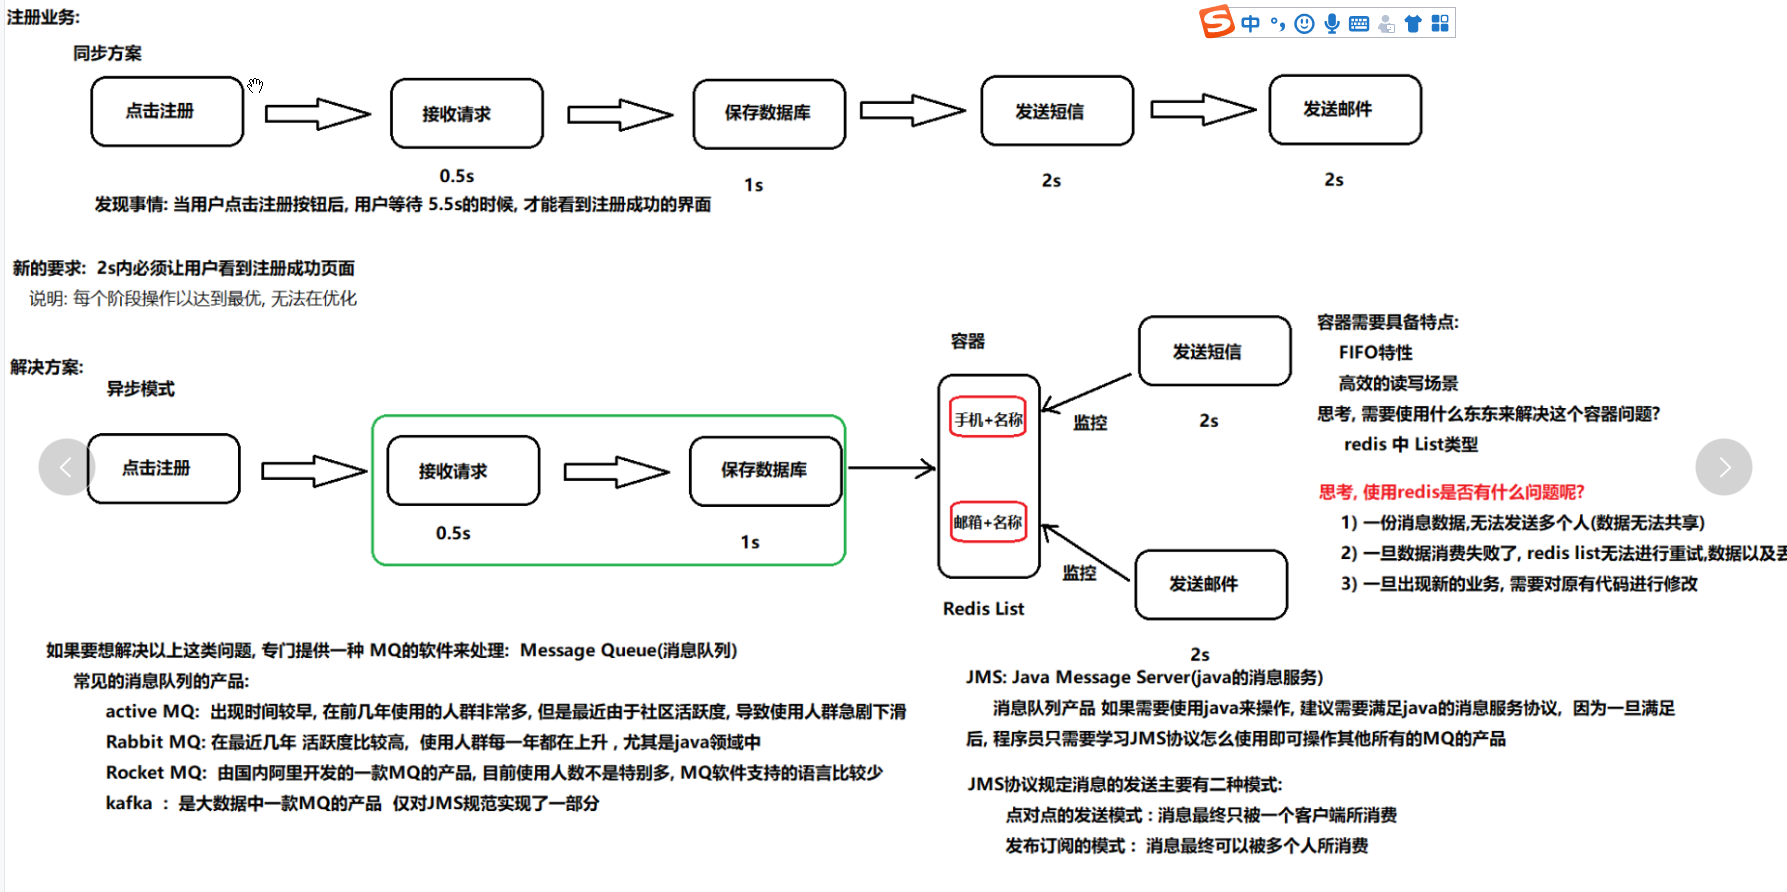 注册业务:
同步方案
点击注册
接收请求
保存数据库
发送短信
发送邮件
0.5s
1s
2s
2s
发现事情: 当用户点击注册按钮后, 用户等待 5.5s的时候, 才能看到注册成功的界面
新的要求: 2s内必须让用户看到注册成功页面
说明: 每个阶段操作以达到最优, 无法在优化
解决方案:
异步模式
点击注册
接收请求
保存数据库
0.5s
1s
容器
手机+名称
邮箱+名称
Redis List
监控
监控
发送短信
2s
发送邮件
2s
容器需要具备特点:
FIFO特性
高效的读写场景
思考, 需要使用什么东东来解决这个容器问题?
redis 中 List类型
思考, 使用redis是否有什么问题呢?
1) 一份消息数据,无法发送多个人(数据无法共享)
2) 一旦数据消费失败了, redis list无法进行重试,数据以及
3) 一旦出现新的业务, 需要对原有代码进行修改
如果要想解决以上这类问题, 专门提供一种 MQ的软件来处理: Message Queue(消息队列)
常见的消息队列的产品:
active MQ: 出现时间较早, 在前几年使用的人群非常多, 但是最近由于社区活跃度, 导致使用人群急剧下滑
Rabbit MQ: 在最近几年 活跃度比较高, 使用人群每一年都在上升 , 尤其是java领域中
Rocket MQ: 由国内阿里开发的一款MQ的产品, 目前使用人数不是特别多, MQ软件支持的语言比较少
kafka : 是大数据中一款MQ的产品 仅对JMS规范实现了一部分
JMS: Java Message Server(java的消息服务)
消息队列产品 如果需要使用java来操作, 建议需要满足java的消息服务协议, 因为一旦满足
后, 程序员只需要学习JMS协议怎么使用即可操作其他所有的MQ的产品
JMS协议规定消息的发送主要有二种模式:
点对点的发送模式 : 消息最终只被一个客户端所消费
发布订阅的模式 : 消息最终可以被多个人所消费
中